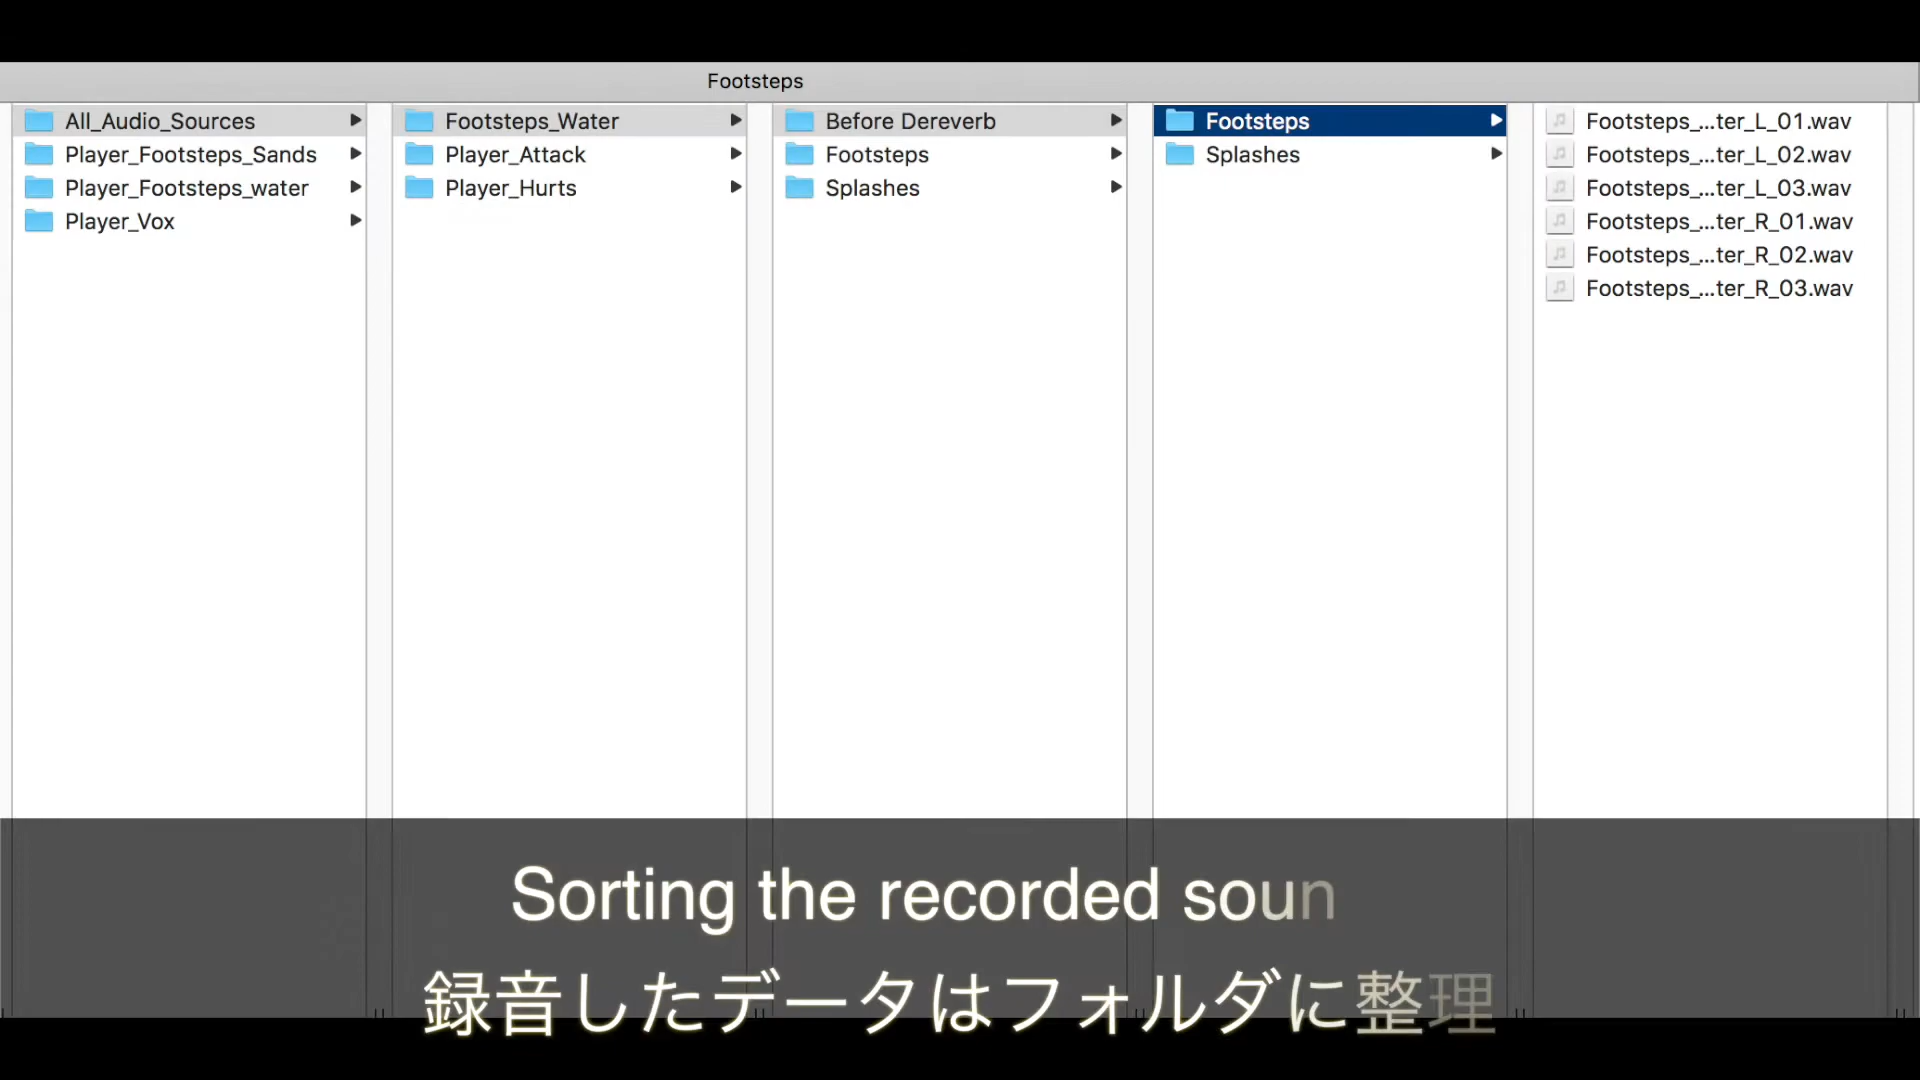 Footsteps
All_Audio_Sources
Player_Footsteps_Sands
Player_Footsteps_water
Player_Vox
Footsteps_Water
Player_Attack
Player_Hurts
Before Dereverb
Footsteps
Splashes
Footsteps
Splashes
Footsteps_...ter_L_01.wav
Footsteps_...ter_L_02.wav
Footsteps_...ter_L_03.wav
Footsteps_...ter_R_01.wav
Footsteps_...ter_R_02.wav
Footsteps_...ter_R_03.wav
Sorting the recorded soun
録音したデータはフォルダに整理